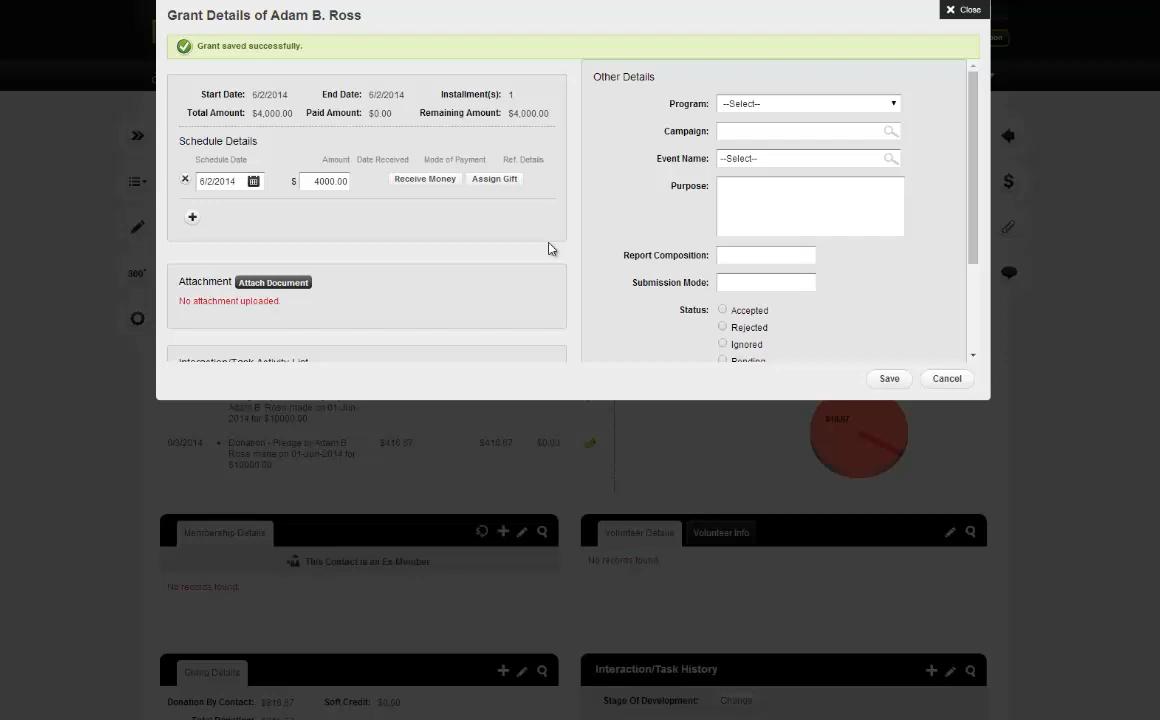 Grant Details of Adam B. Ross
Close
Grant saved successfully.
Start Date: 6/2/2014 End Date: 6/2/2014 Installment(s): 1
Total Amount: $4,000.00 Paid Amount: $0.00 Remaining Amount: $4,000.00
Schedule Details
Schedule Date Amount Date Received Mode of Payment Ref. Details
6/2/2014 $ 4000.00 Receive Money Assign Gift
Attachment Attach Document
No attachment uploaded.
Interaction/Task Activity List
Other Details
Program: --Select--
Campaign:
Event Name: --Select--
Purpose:
Report Composition:
Submission Mode:
Status: Accepted
Rejected
Ignored
Pending
Save Cancel
360°
$
Adam B. Ross made on 01-Jun-
2014 for $10000.00
6/3/2014 Donation - Pledge by Adam B. $416.67 $416.67 $0.00
Ross made on 01-Jun-2014 for
$10000.00
Membership Details
This Contact is an Ex-Member
No records found.
Volunteer Details Volunteer Info
No records found.
Giving Details
Donation By Contact: Soft Credit: $0.00
Interaction/Task History
Stage Of Development: Change